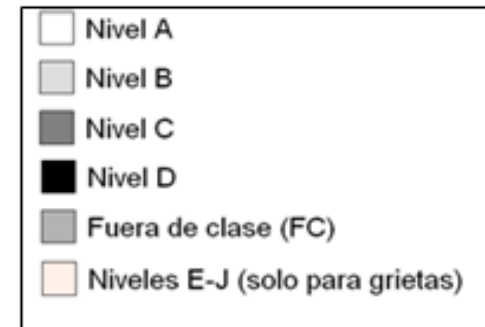 Nivel A
Nivel B
Nivel C
Nivel D
Fuera de clase (FC)
Niveles E-J (solo para grietas)